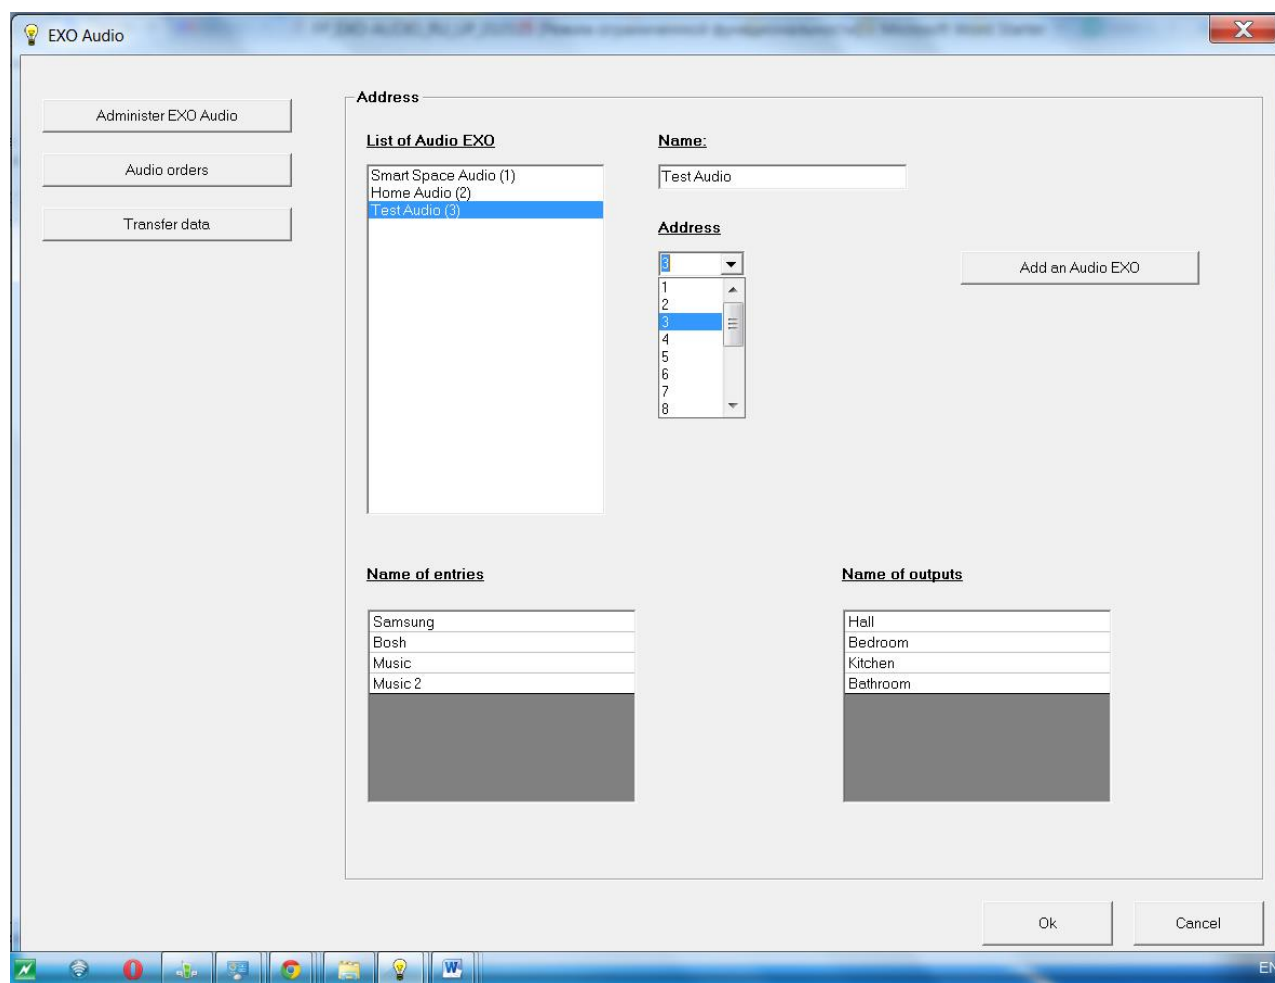 EXO Audio
Administer EXO Audio
Audio orders
Transfer data
Address
List of Audio EXO
Smart Space Audio (1)
Home Audio (2)
Test Audio (3)
Name:
Test Audio
Address
3
1
2
3
4
5
6
7
8
Add an Audio EXO
Name of entries
Samsung
Bosh
Music
Music 2
Name of outputs
Hall
Bedroom
Kitchen
Bathroom
Ok
Cancel
EN